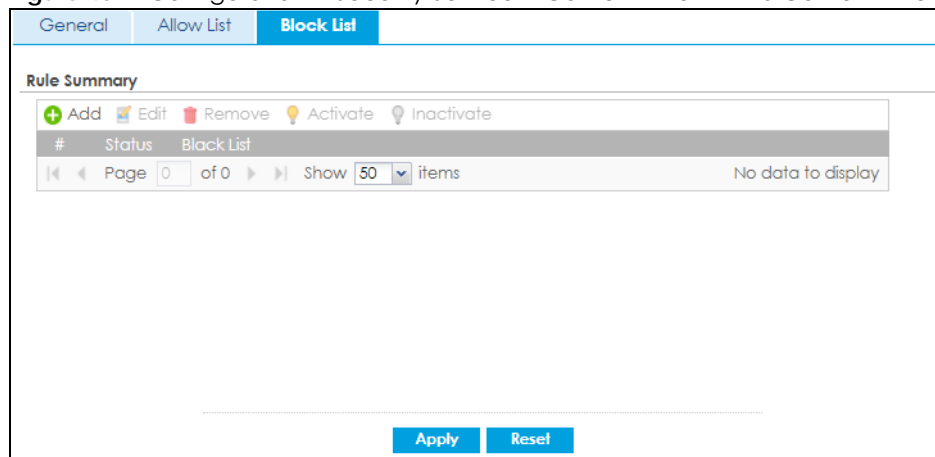 General Allow List Block List
Rule Summary
Add Edit Remove Activate Inactivate
# Status Black List
Page 0 of 0 Show 50 items No data to display
Apply Reset